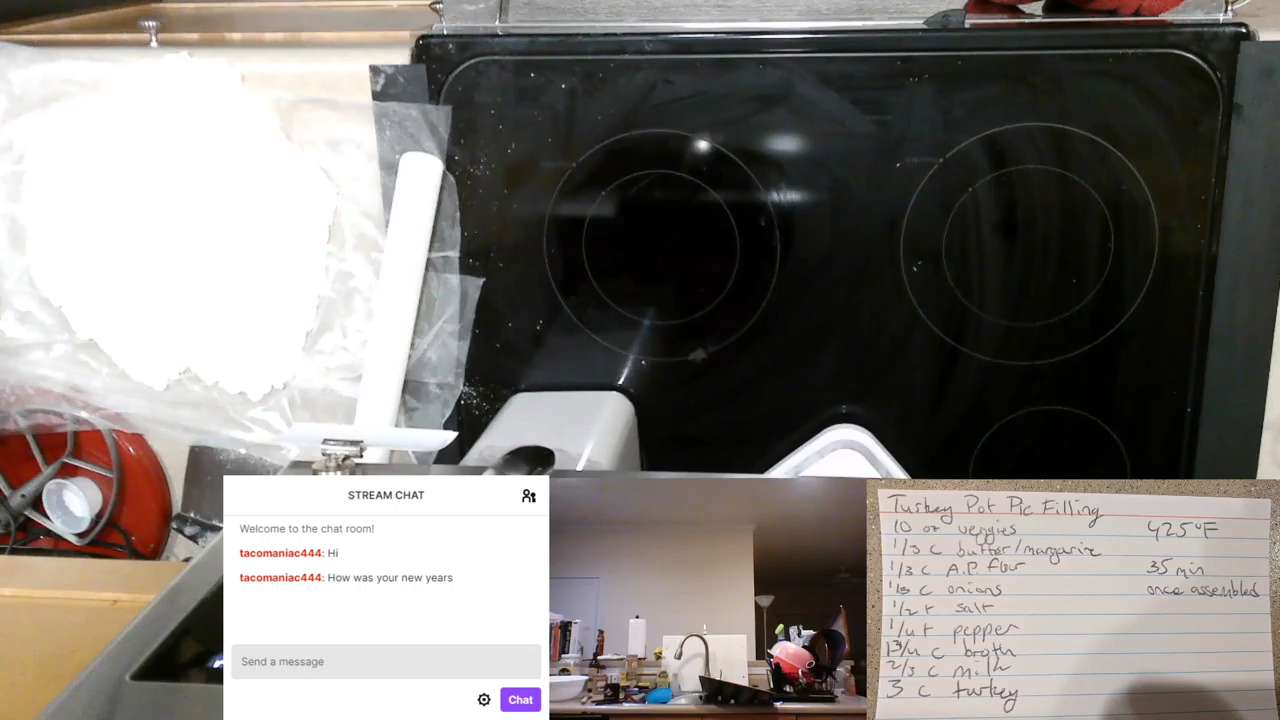 STREAM CHAT
Welcome to the chat room!
tacomaniac444: Hi
tacomaniac444: How was your new years
Send a message
Chat
Turkey Pot Pie Filling
10 oz veggies 425°F
1/3 c butter/margarine
1/3 c A.P. flour 35 min
1/3 c onions once assembled
1/2 t salt
1/4 t pepper
1 3/4 c broth
2/3 c milk
3 c turkey